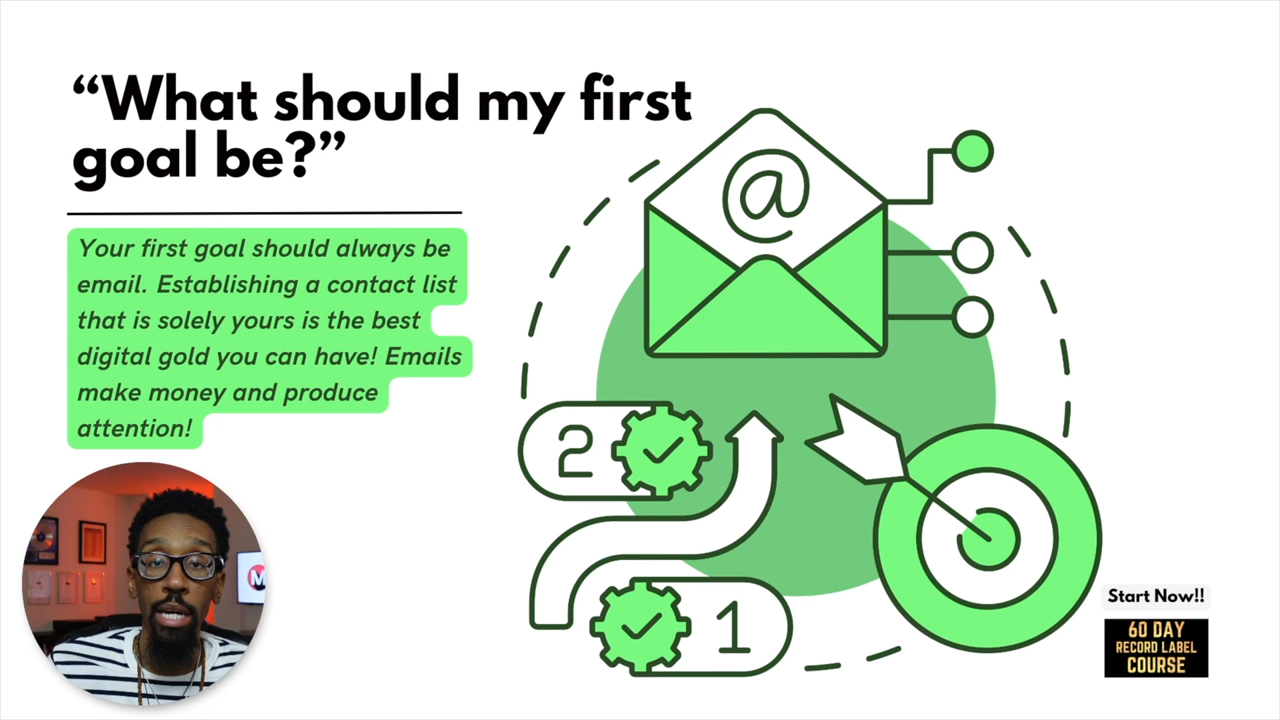 “What should my first
goal be?”
Your first goal should always be
email. Establishing a contact list
that is solely yours is the best
digital gold you can have! Emails
make money and produce
attention!
@
2
1
M
Start Now!!
60 DAY
RECORD LABEL
COURSE